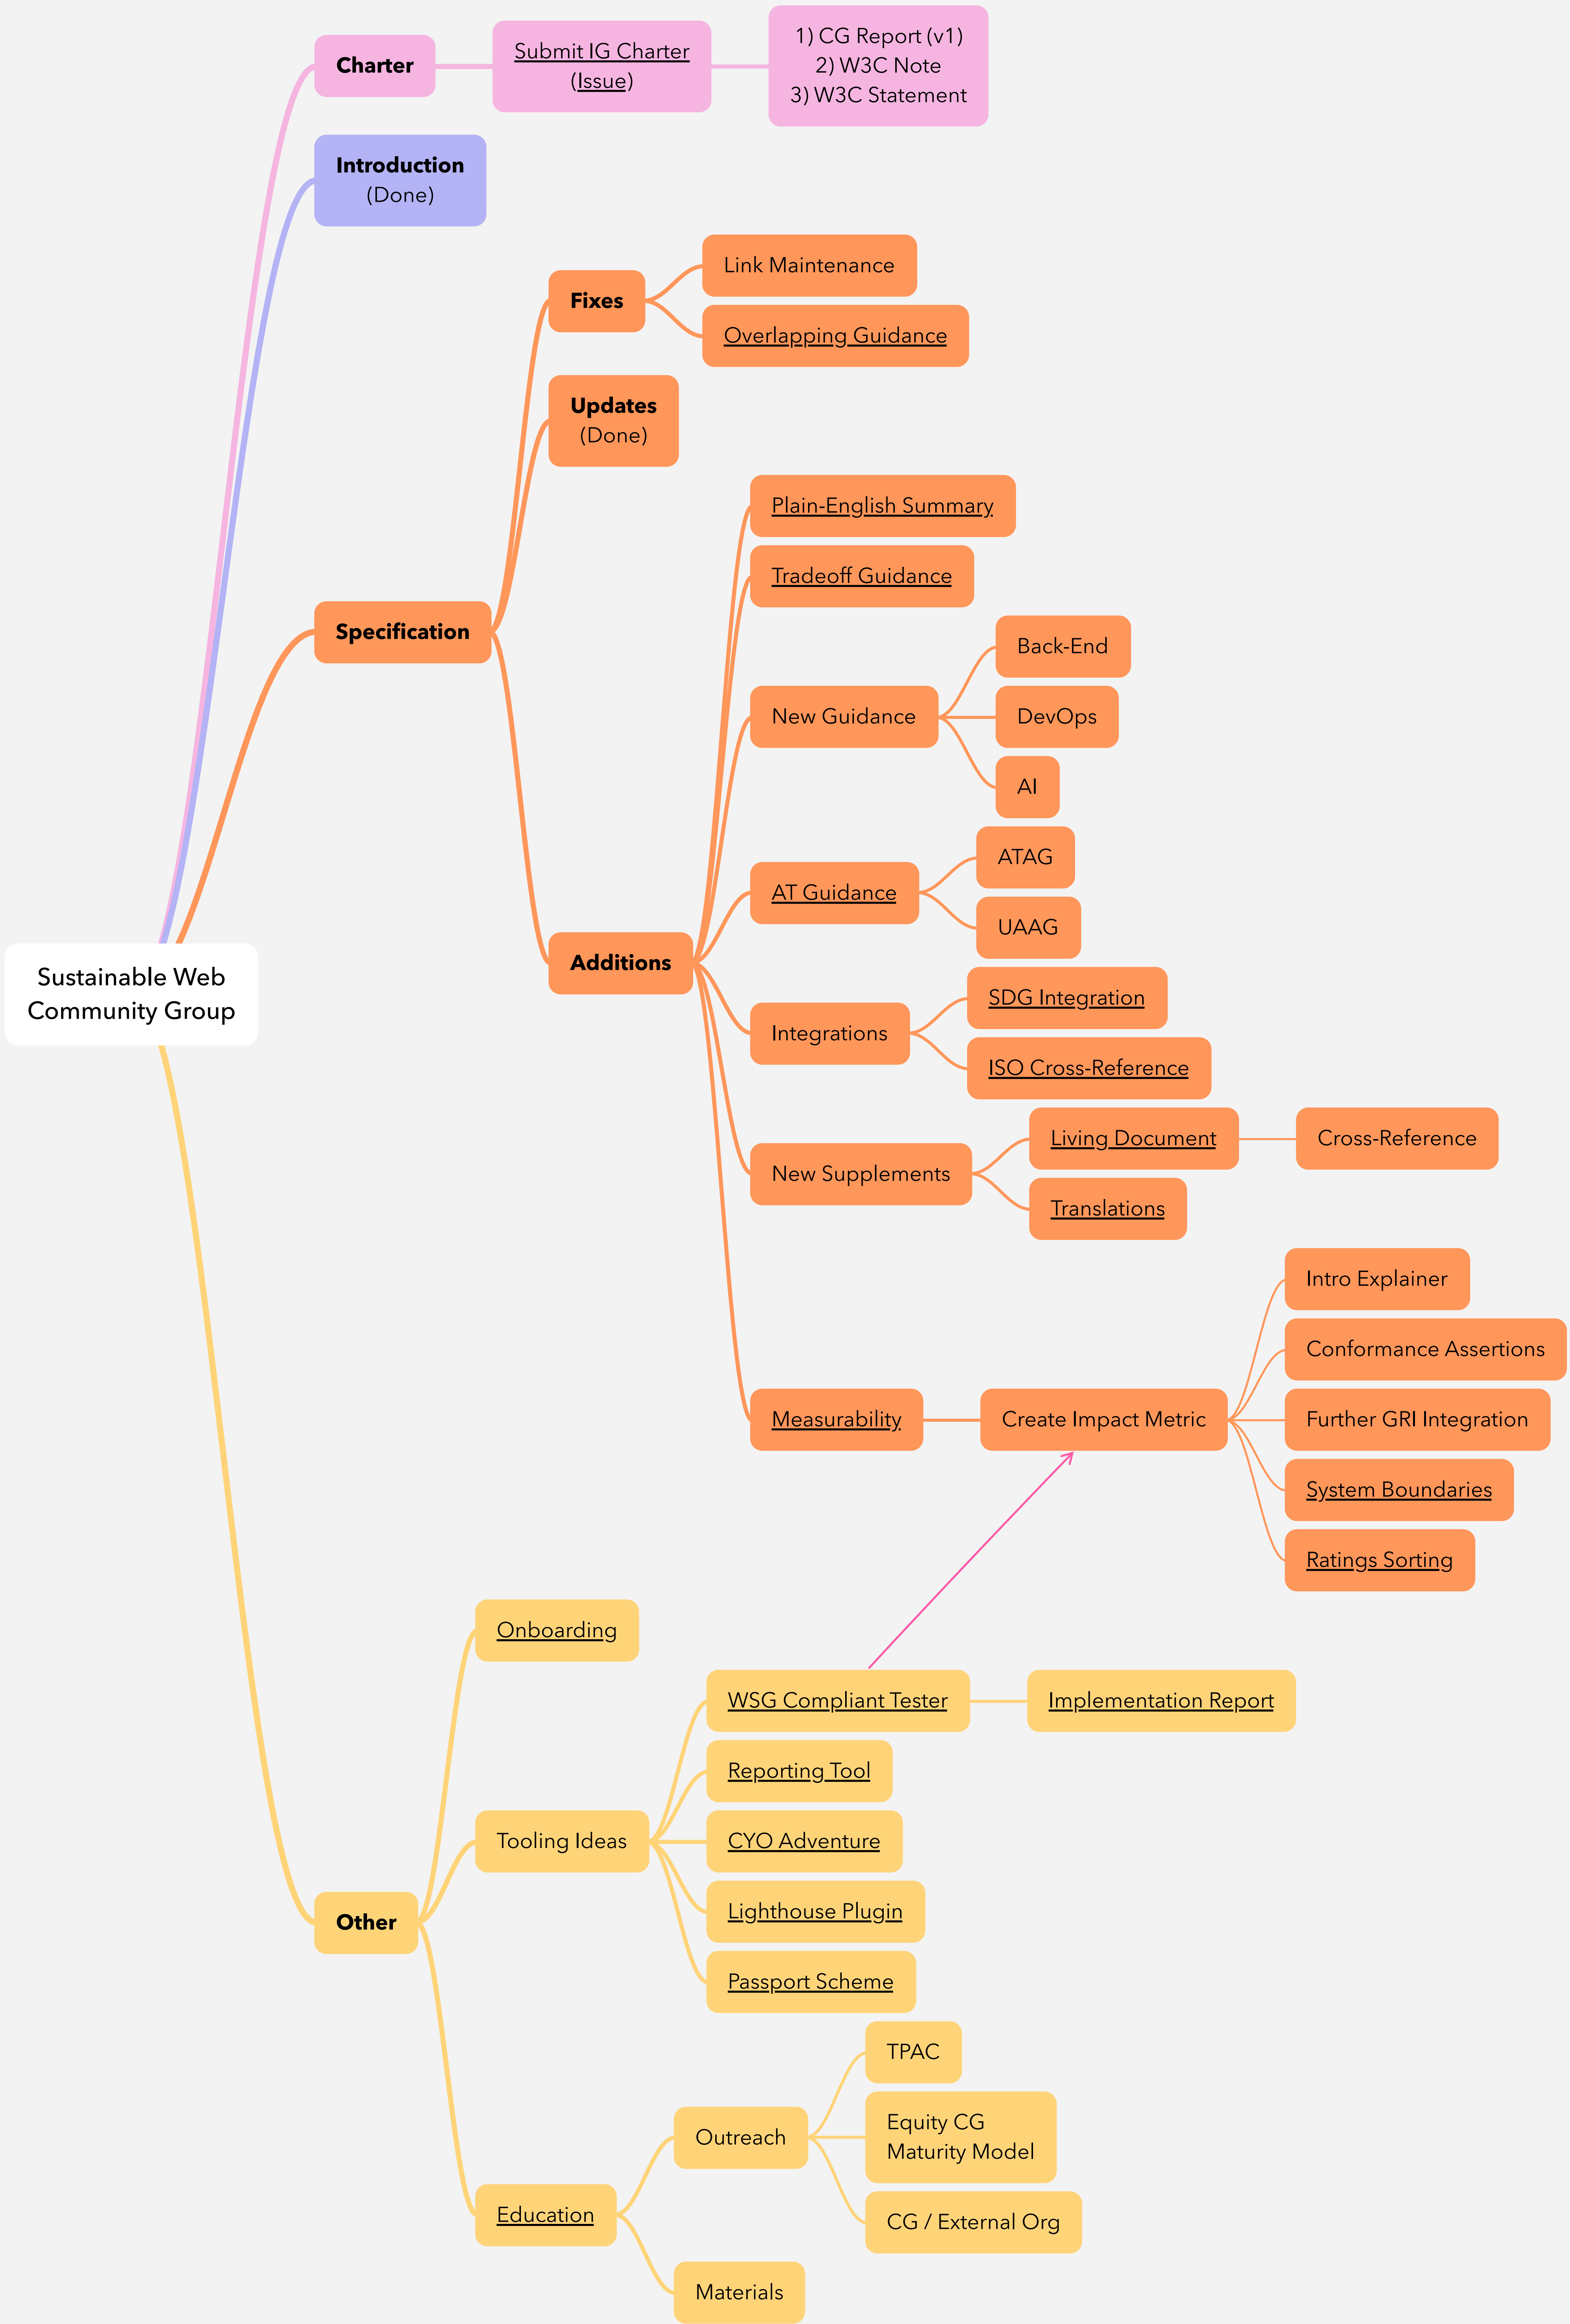 Charter
Submit IG Charter
(Issue)
1) CG Report (v1)
2) W3C Note
3) W3C Statement
Introduction
(Done)
Specification
Fixes
Link Maintenance
Overlapping Guidance
Updates
(Done)
Additions
Plain-English Summary
Tradeoff Guidance
New Guidance
Back-End
DevOps
AI
AT Guidance
ATAG
UAAG
Integrations
SDG Integration
ISO Cross-Reference
New Supplements
Living Document
Cross-Reference
Translations
Measurability
Create Impact Metric
Intro Explainer
Conformance Assertions
Further GRI Integration
System Boundaries
Ratings Sorting
Sustainable Web
Community Group
Other
Onboarding
Tooling Ideas
WSG Compliant Tester
Implementation Report
Reporting Tool
CYO Adventure
Lighthouse Plugin
Passport Scheme
Education
Outreach
TPAC
Equity CG
Maturity Model
CG / External Org
Materials